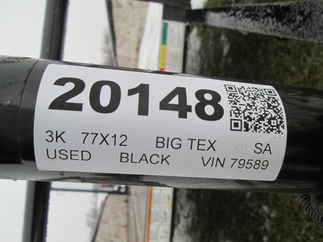 20148
3K 77X12 BIG TEX SA
USED BLACK VIN 79589